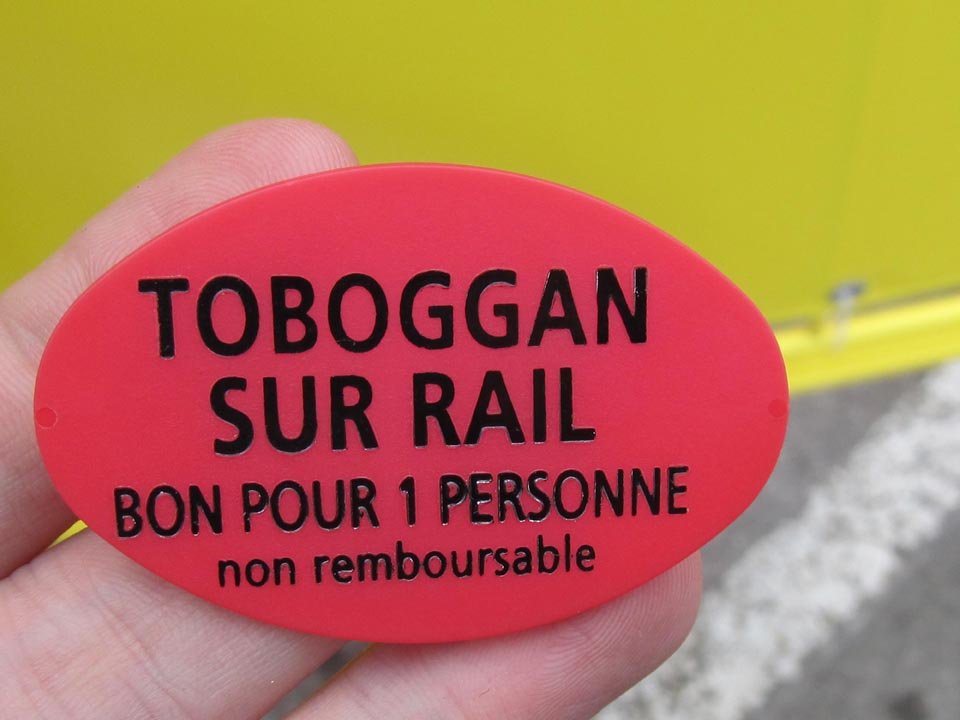 TOBOGGAN
SUR RAIL
BON POUR 1 PERSONNE
non remboursable